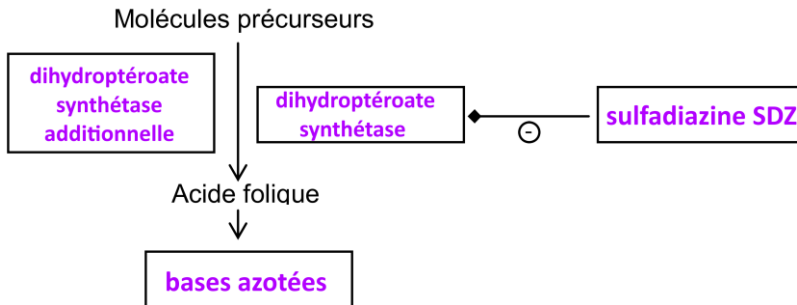 Molécules précurseurs
dihydroptéroate
synthétase
additionnelle
dihydroptéroate
synthétase
-
sulfadiazine SDZ
Acide folique
bases azotées